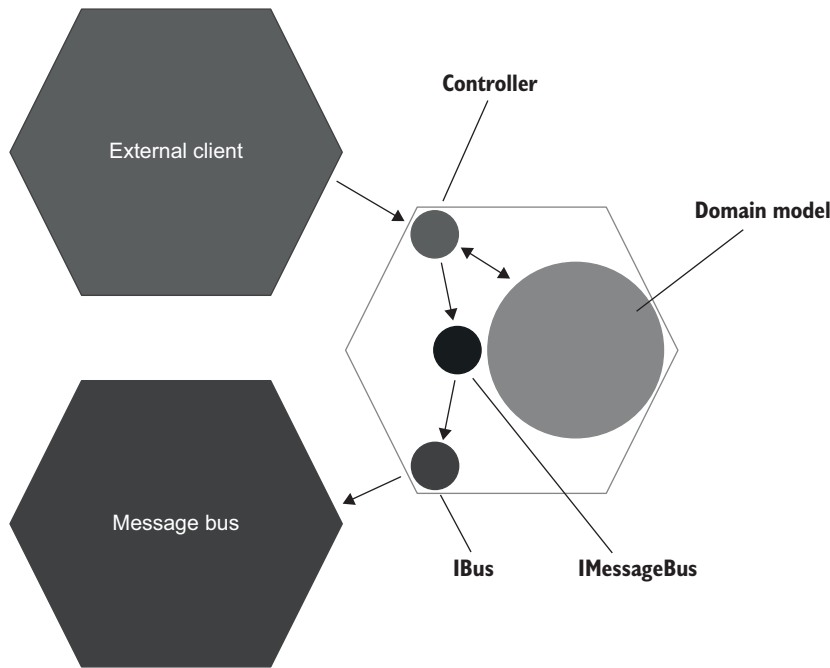 Controller
External client
Domain model
Message bus
IBus
IMessageBus